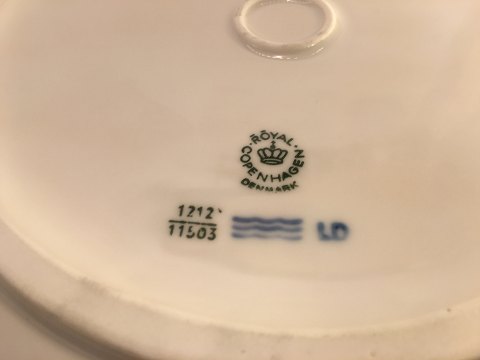 ROYAL
COPENHAGEN
DENMARK
1212
11503
LD